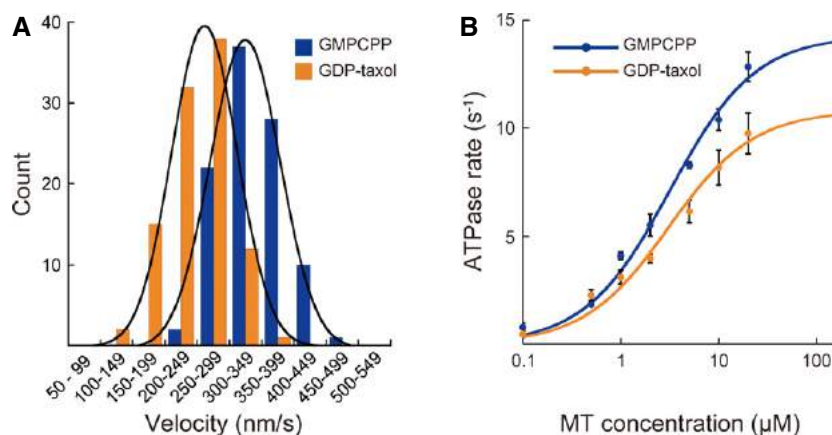 A
40
30
20
10
Count
GMPCPP
GDP-taxol
50 - 99
100-149
150-199
200-249
250-299
300-349
350-399
400-449
450-499
500-549
Velocity (nm/s)
B
15
10
5
ATPase rate (s⁻¹)
GMPCPP
GDP-taxol
0.1
1
10
100
MT concentration (µM)